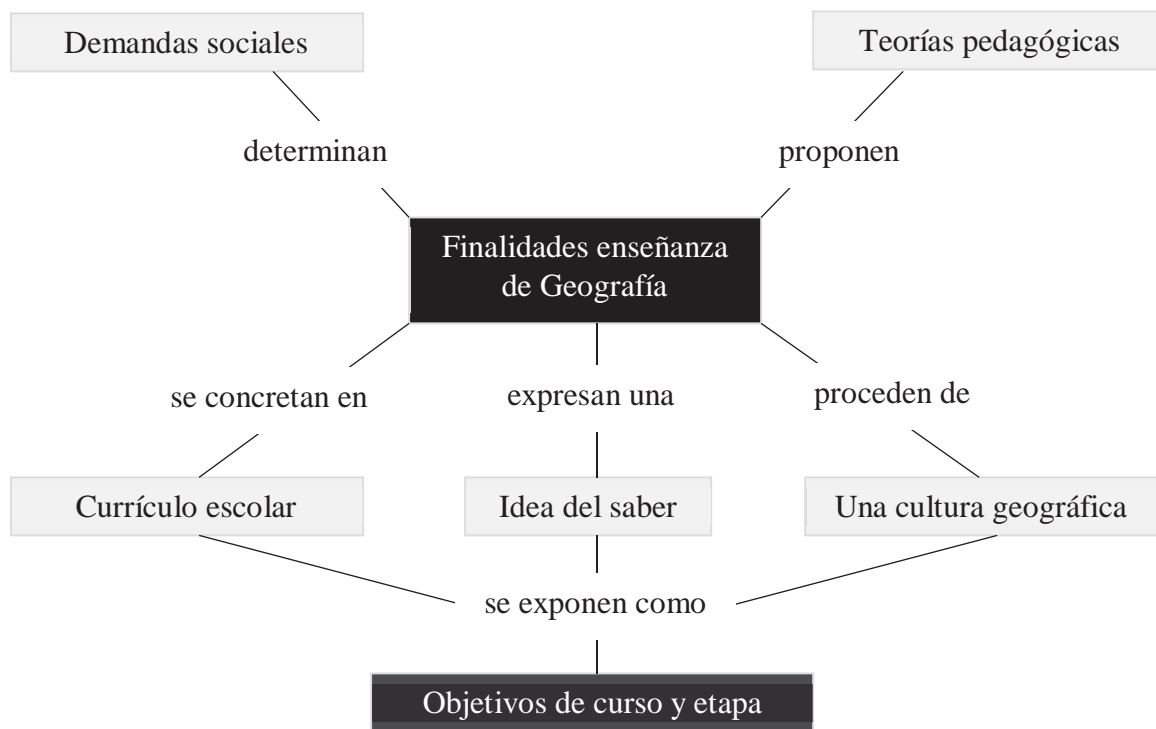 Demandas sociales
Teorías pedagógicas
determinan
proponen
Finalidades enseñanza
de Geografía
se concretan en
expresan una
proceden de
Currículo escolar
Idea del saber
Una cultura geográfica
se exponen como
Objetivos de curso y etapa